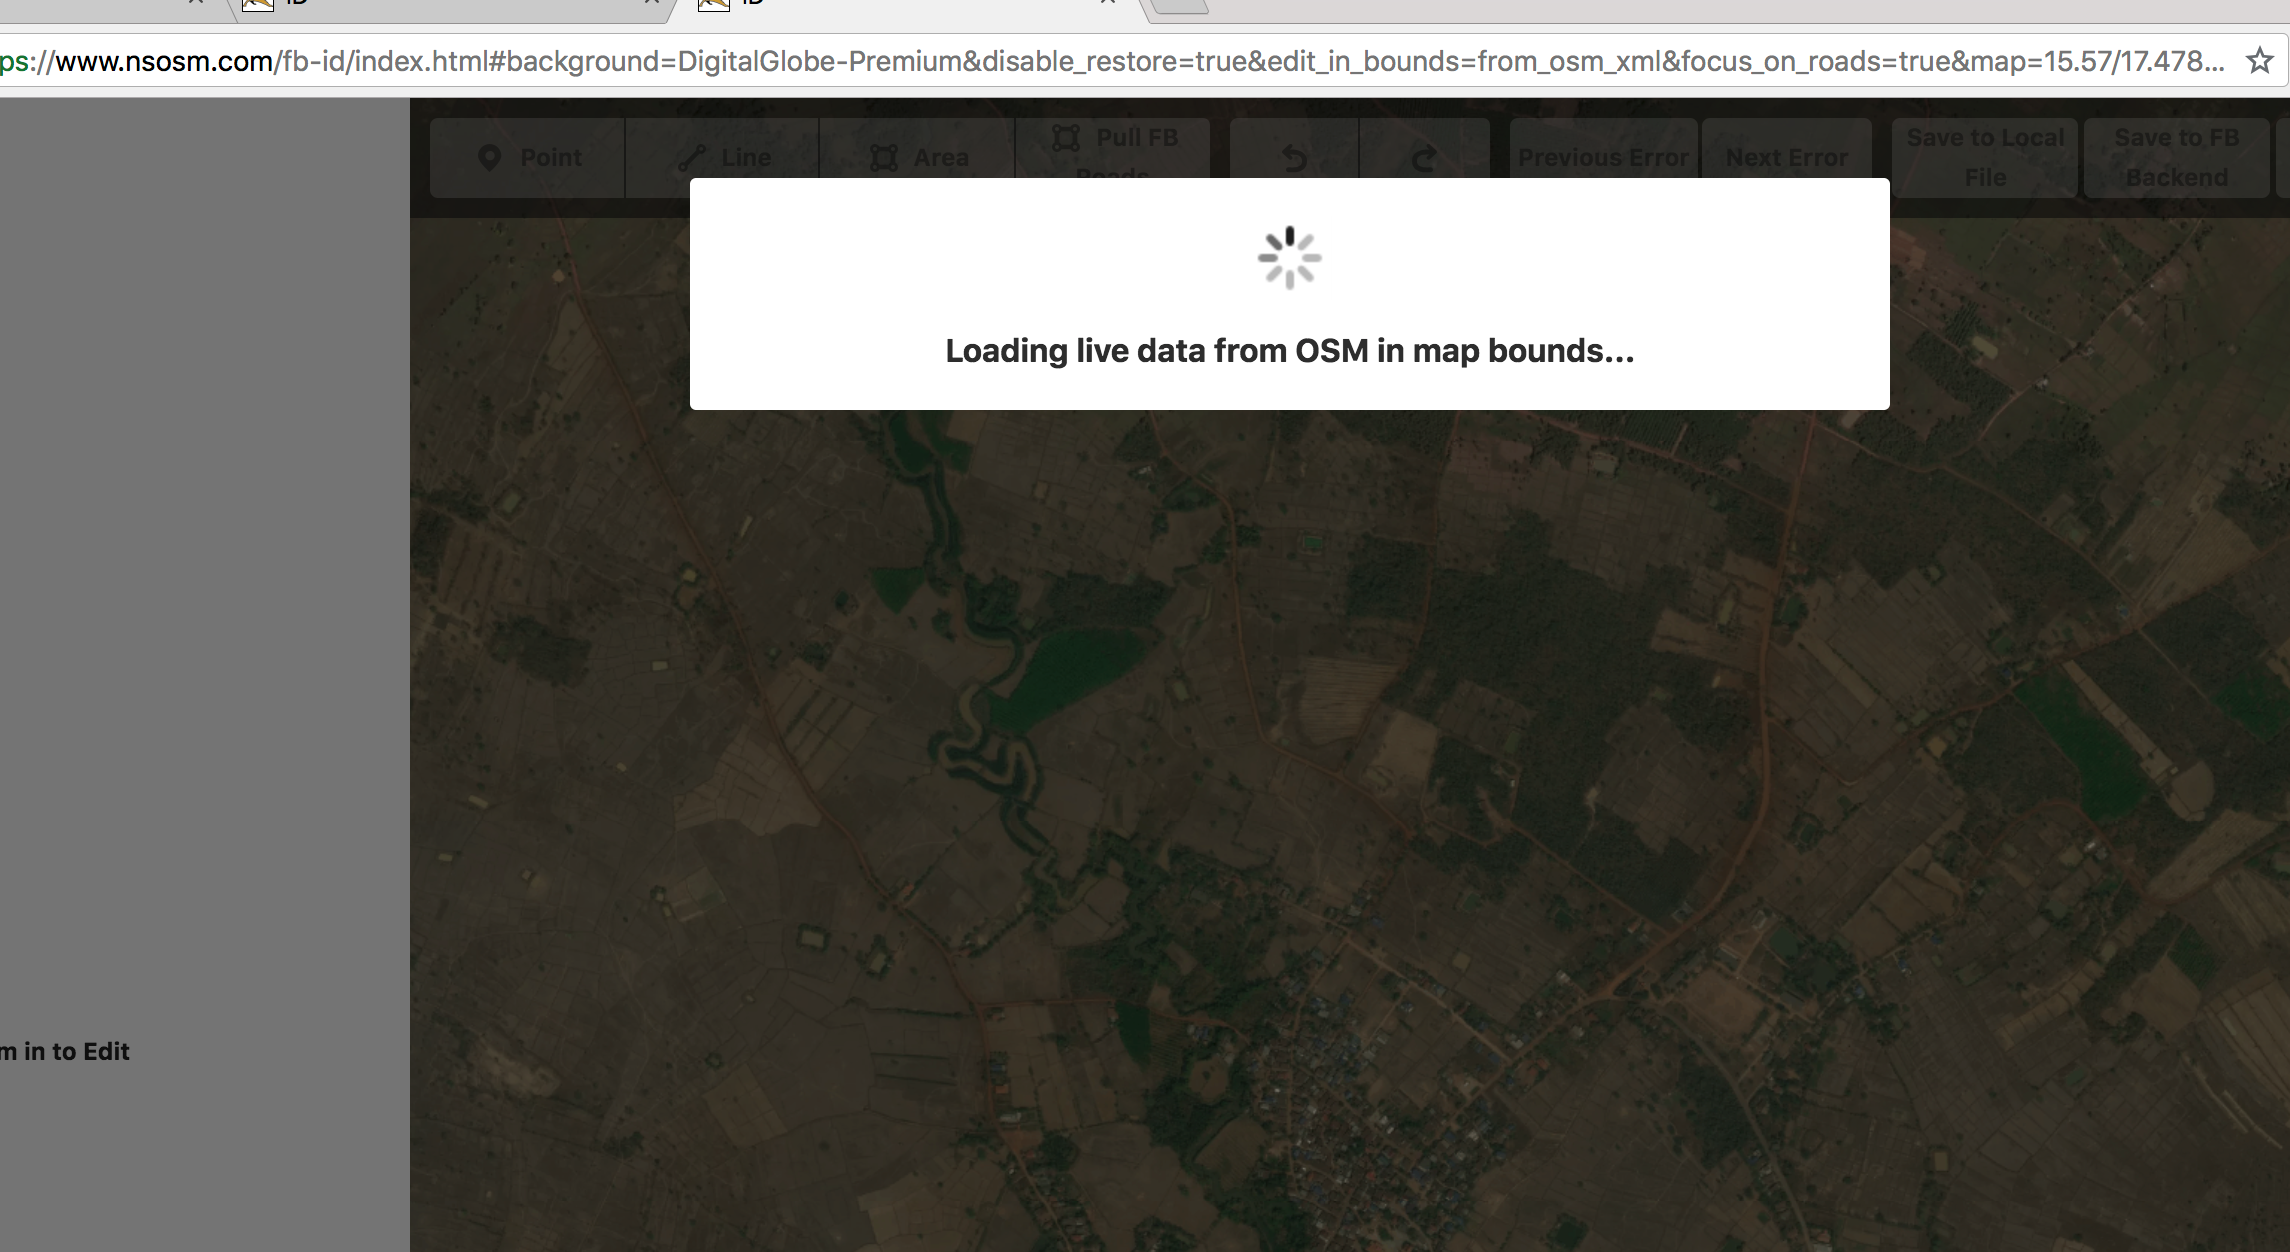 iD
iD
ps://www.nsosm.com/fb-id/index.html#background=DigitalGlobe-Premium&disable_restore=true&edit_in_bounds=from_osm_xml&focus_on_roads=true&map=15.57/17.478...
Point
Line
Area
Pull FB
Roads
Previous Error
Next Error
Save to Local
File
Save to FB
Backend
Loading live data from OSM in map bounds...
m in to Edit